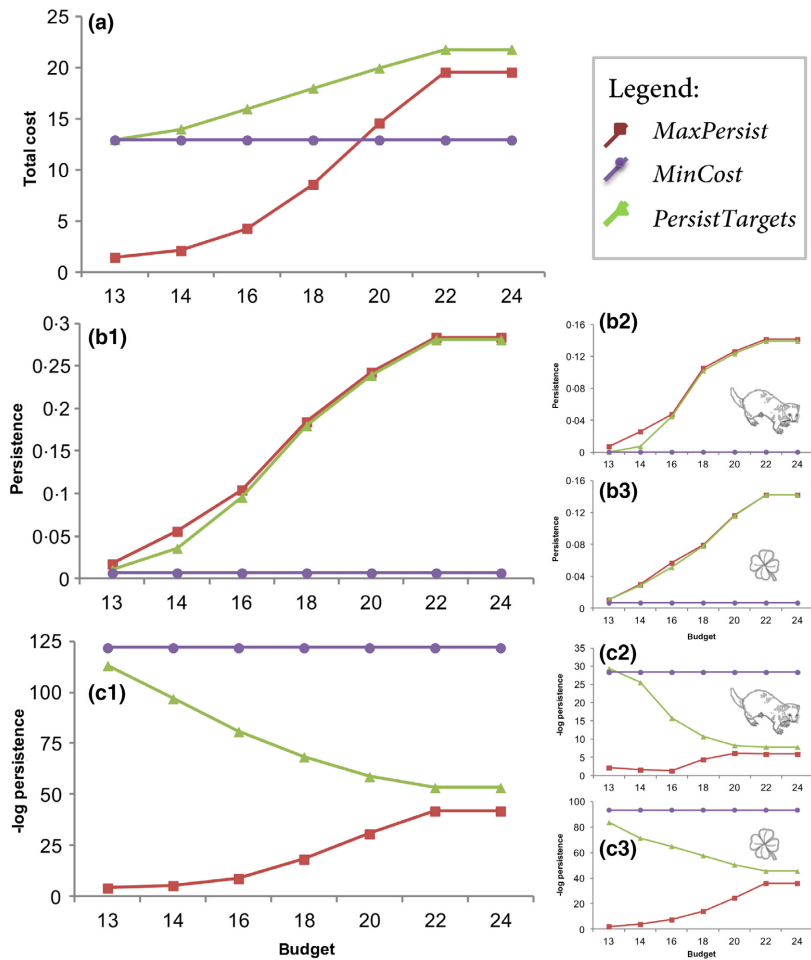 (a)
Total cost
25
20
15
10
5
0
13 14 16 18 20 22 24
Legend:
MaxPersist
MinCost
PersistTargets
(b1)
Persistence
0·3
0·25
0·2
0·15
0·1
0·05
0
13 14 16 18 20 22 24
(b2)
Persistence
0·16
0·12
0·08
0·04
0
13 14 16 18 20 22 24
(b3)
Persistence
0·16
0·12
0·08
0·04
0
13 14 16 18 20 22 24
Budget
(c1)
-log persistence
125
100
75
50
25
0
13 14 16 18 20 22 24
Budget
(c2)
-log persistence
35
30
25
20
15
10
5
0
13 14 16 18 20 22 24
(c3)
-log persistence
100
80
60
40
20
0
13 14 16 18 20 22 24
Budget